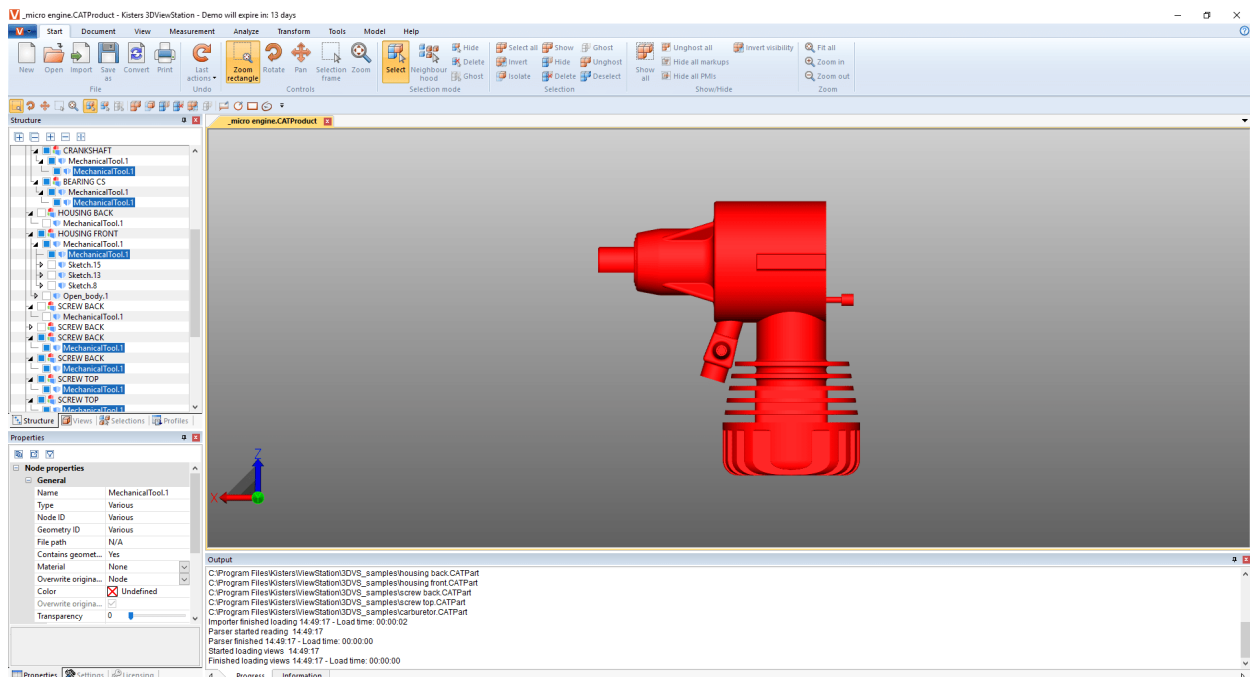 _micro engine.CATProduct - Kisters 3DViewStation - Demo will expire in: 13 days
Start Document View Measurement Analyze Transform Tools Model Help
New Open Import Save as Convert Print
File
Last actions
Undo
Zoom rectangle Rotate Pan Selection frame Zoom
Controls
Select Neighbour hood Hide Delete Ghost
Selection mode
Select all Show Ghost
Invert Hide Unghost
Isolate Delete Deselect
Selection
Show all Unghost all Invert visibility
Hide all markups
Hide all PMIs
Show/Hide
Fit all
Zoom in
Zoom out
Zoom
Structure
_micro engine.CATProduct
CRANKSHAFT
MechanicalTool.1
MechanicalTool.1
BEARING CS
MechanicalTool.1
MechanicalTool.1
HOUSING BACK
MechanicalTool.1
HOUSING FRONT
MechanicalTool.1
MechanicalTool.1
Sketch.15
Sketch.13
Sketch.8
Open_body.1
SCREW BACK
MechanicalTool.1
SCREW BACK
SCREW BACK
MechanicalTool.1
SCREW BACK
MechanicalTool.1
SCREW TOP
MechanicalTool.1
SCREW TOP
MechanicalTool.1
Structure Views Selections Profiles
Properties
Node properties
General
Name MechanicalTool.1
Type Various
Node ID Various
Geometry ID Various
File path N/A
Contains geomet... Yes
Material None
Overwrite origina... Node
Color Undefined
Overwrite origina...
Transparency 0
Properties Settings Licensing
Z
X
Output
C:\Program Files\Kisters\ViewStation\3DVS_samples\housing back.CATPart
C:\Program Files\Kisters\ViewStation\3DVS_samples\housing front.CATPart
C:\Program Files\Kisters\ViewStation\3DVS_samples\screw back.CATPart
C:\Program Files\Kisters\ViewStation\3DVS_samples\screw top.CATPart
C:\Program Files\Kisters\ViewStation\3DVS_samples\carburetor.CATPart
Importer finished loading 14:49:17 - Load time: 00:00:02
Parser started reading 14:49:17
Parser finished 14:49:17 - Load time: 00:00:00
Started loading views 14:49:17
Finished loading views 14:49:17 - Load time: 00:00:00
Progress Information